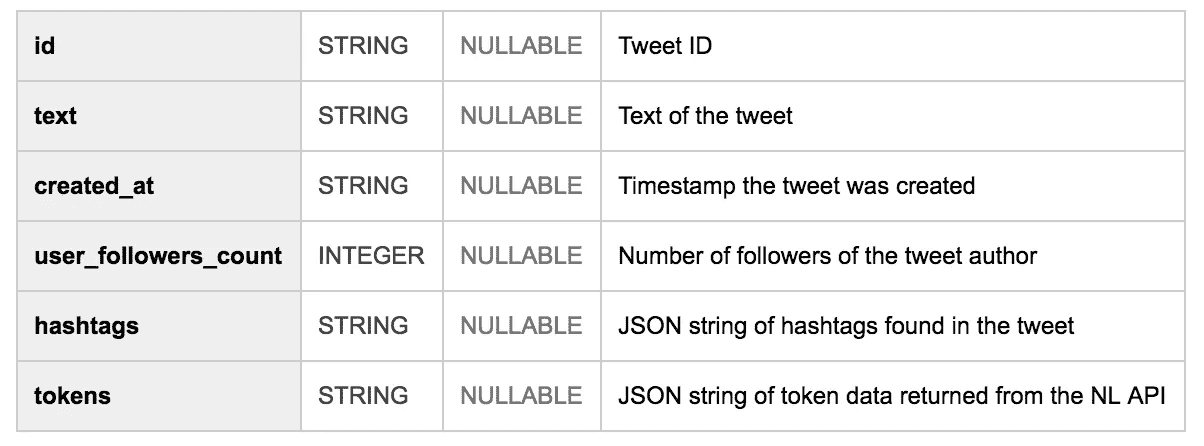 id STRING NULLABLE Tweet ID
text STRING NULLABLE Text of the tweet
created_at STRING NULLABLE Timestamp the tweet was created
user_followers_count INTEGER NULLABLE Number of followers of the tweet author
hashtags STRING NULLABLE JSON string of hashtags found in the tweet
tokens STRING NULLABLE JSON string of token data returned from the NL API